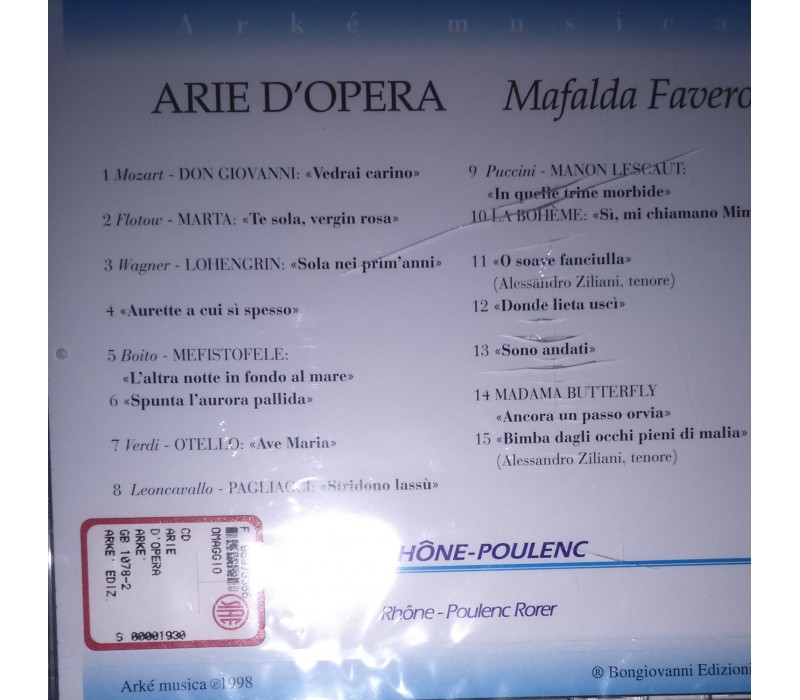 Arké musica
ARIE D'OPERA
Mafalda Favero
1 Mozart - DON GIOVANNI: «Vedrai carino»
2 Flotow - MARTA: «Te sola, vergin rosa»
3 Wagner - LOHENGRIN: «Sola nei prim'anni»
4 «Aurette a cui sì spesso»
5 Boito - MEFISTOFELE:
«L'altra notte in fondo al mare»
6 «Spunta l'aurora pallida»
7 Verdi - OTELLO: «Ave Maria»
8 Leoncavallo - PAGLIACCI: «Stridono lassù»
9 Puccini - MANON LESCAUT:
«In quelle trine morbide»
10 LA BOHÈME: «Sì, mi chiamano Mim
11 «O soave fanciulla»
(Alessandro Ziliani, tenore)
12 «Donde lieta uscì»
13 «Sono andati»
14 MADAMA BUTTERFLY
«Ancora un passo orvia»
15 «Bimba dagli occhi pieni di malia»
(Alessandro Ziliani, tenore)
OMAGGIO
SIAE
CD
ARIE
D'OPERA
ARKE'
GB 1078-2
ARKE' EDIZ.
S 00001930
HÔNE-POULENC
Rhône-Poulenc Rorer
Arké musica ℗1998
® Bongiovanni Edizioni